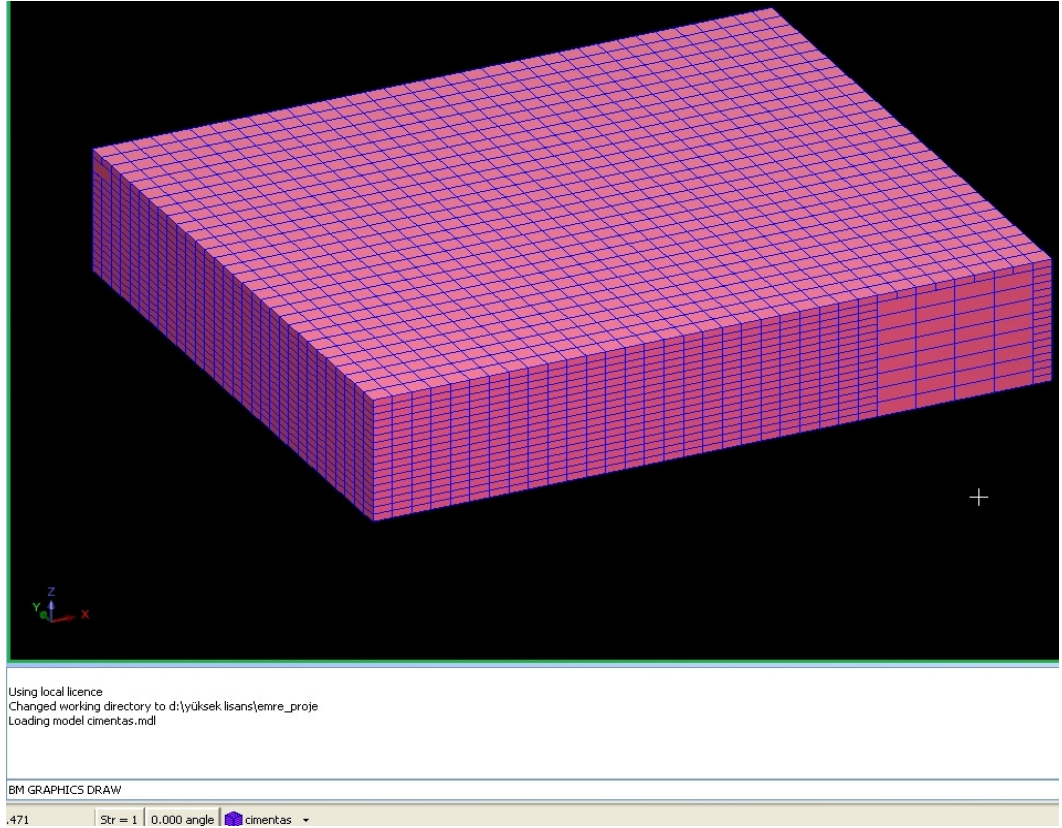 Z
Y
X
Using local licence
Changed working directory to d:\yüksek lisans\emre_proje
Loading model cimentas.mdl
BM GRAPHICS DRAW
.471 Str = 1 0.000 angle cimentas